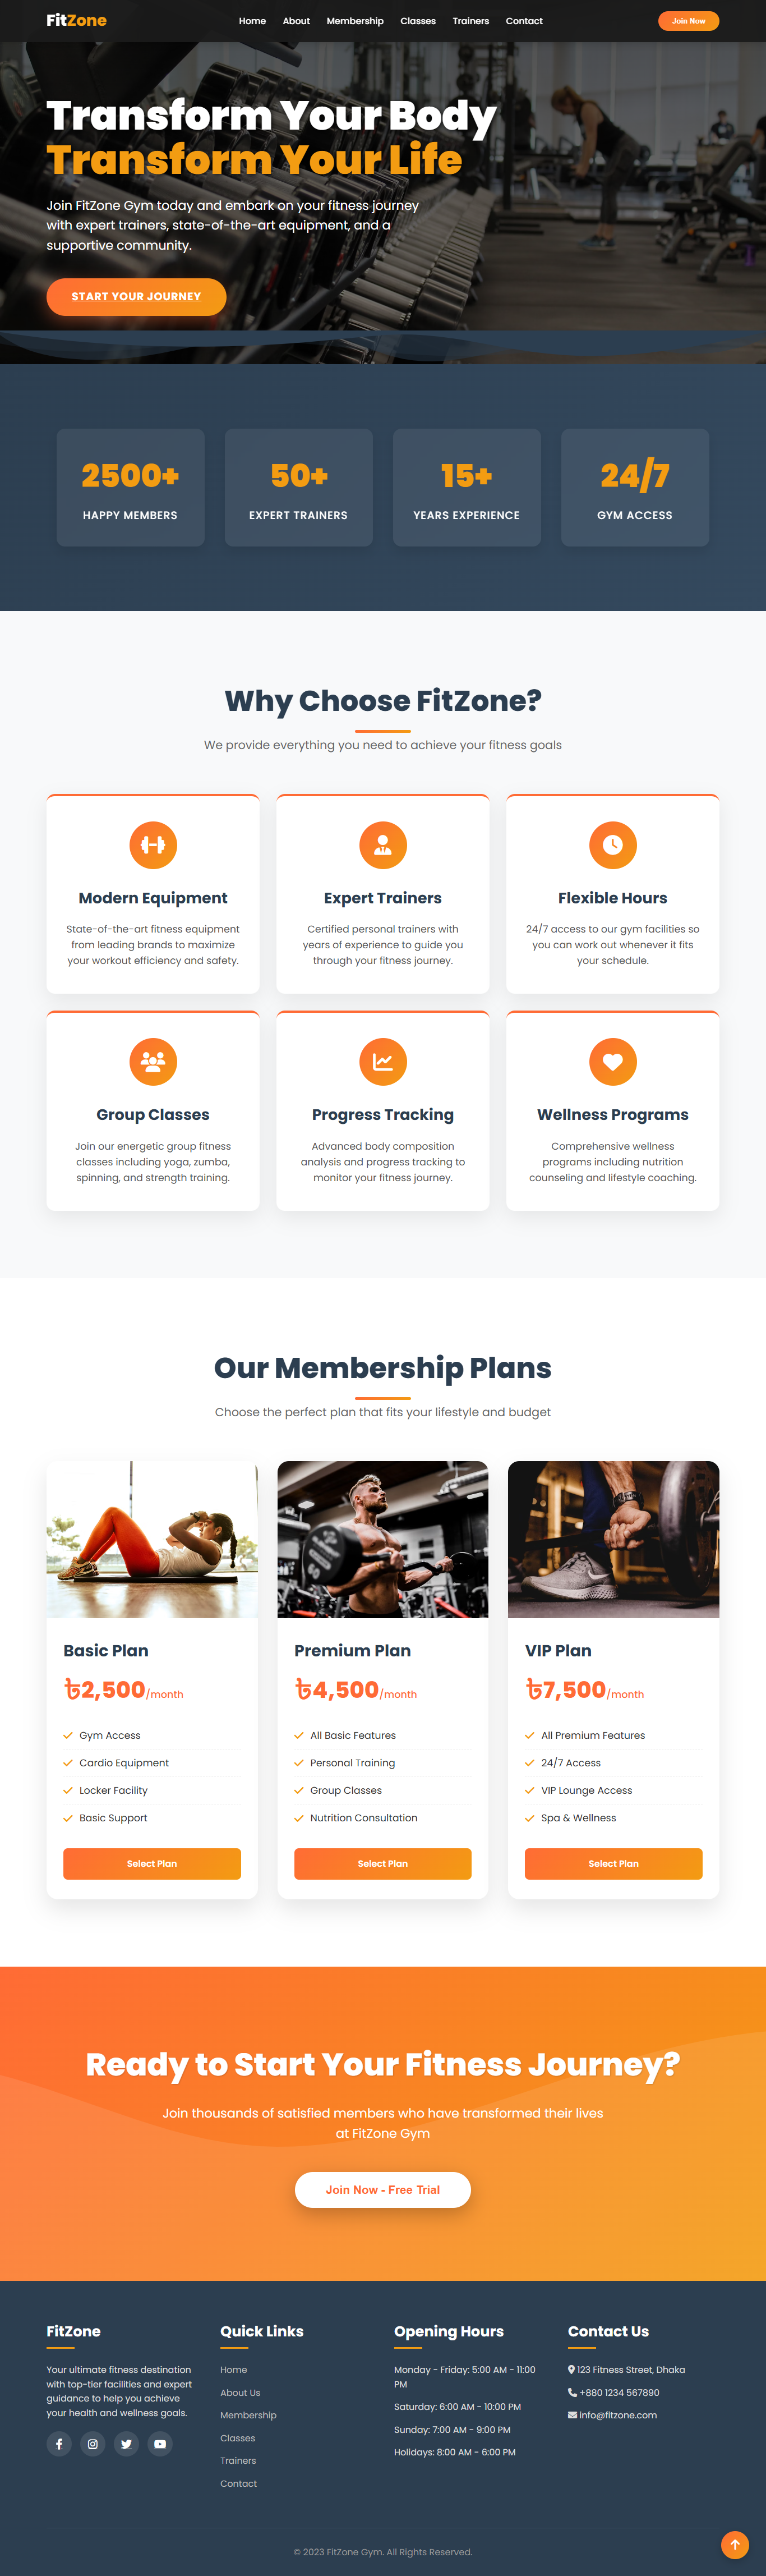 FitZone
Home About Membership Classes Trainers Contact
Join Now
Transform Your Body
Transform Your Life
Join FitZone Gym today and embark on your fitness journey
with expert trainers, state-of-the-art equipment, and a
supportive community.
START YOUR JOURNEY
2500+
HAPPY MEMBERS
50+
EXPERT TRAINERS
15+
YEARS EXPERIENCE
24/7
GYM ACCESS
Why Choose FitZone?
We provide everything you need to achieve your fitness goals
Modern Equipment
State-of-the-art fitness equipment
from leading brands to maximize
your workout efficiency and safety.
Expert Trainers
Certified personal trainers with
years of experience to guide you
through your fitness journey.
Flexible Hours
24/7 access to our gym facilities so
you can work out whenever it fits
your schedule.
Group Classes
Join our energetic group fitness
classes including yoga, zumba,
spinning, and strength training.
Progress Tracking
Advanced body composition
analysis and progress tracking to
monitor your fitness journey.
Wellness Programs
Comprehensive wellness
programs including nutrition
counseling and lifestyle coaching.
Our Membership Plans
Choose the perfect plan that fits your lifestyle and budget
Basic Plan
৳2,500/month
Gym Access
Cardio Equipment
Locker Facility
Basic Support
Select Plan
Premium Plan
৳4,500/month
All Basic Features
Personal Training
Group Classes
Nutrition Consultation
Select Plan
VIP Plan
৳7,500/month
All Premium Features
24/7 Access
VIP Lounge Access
Spa & Wellness
Select Plan
Ready to Start Your Fitness Journey?
Join thousands of satisfied members who have transformed their lives
at FitZone Gym
Join Now - Free Trial
FitZone
Your ultimate fitness destination
with top-tier facilities and expert
guidance to help you achieve
your health and wellness goals.
Quick Links
Home
About Us
Membership
Classes
Trainers
Contact
Opening Hours
Monday - Friday: 5:00 AM - 11:00
PM
Saturday: 6:00 AM - 10:00 PM
Sunday: 7:00 AM - 9:00 PM
Holidays: 8:00 AM - 6:00 PM
Contact Us
123 Fitness Street, Dhaka
+880 1234 567890
info@fitzone.com
© 2023 FitZone Gym. All Rights Reserved.